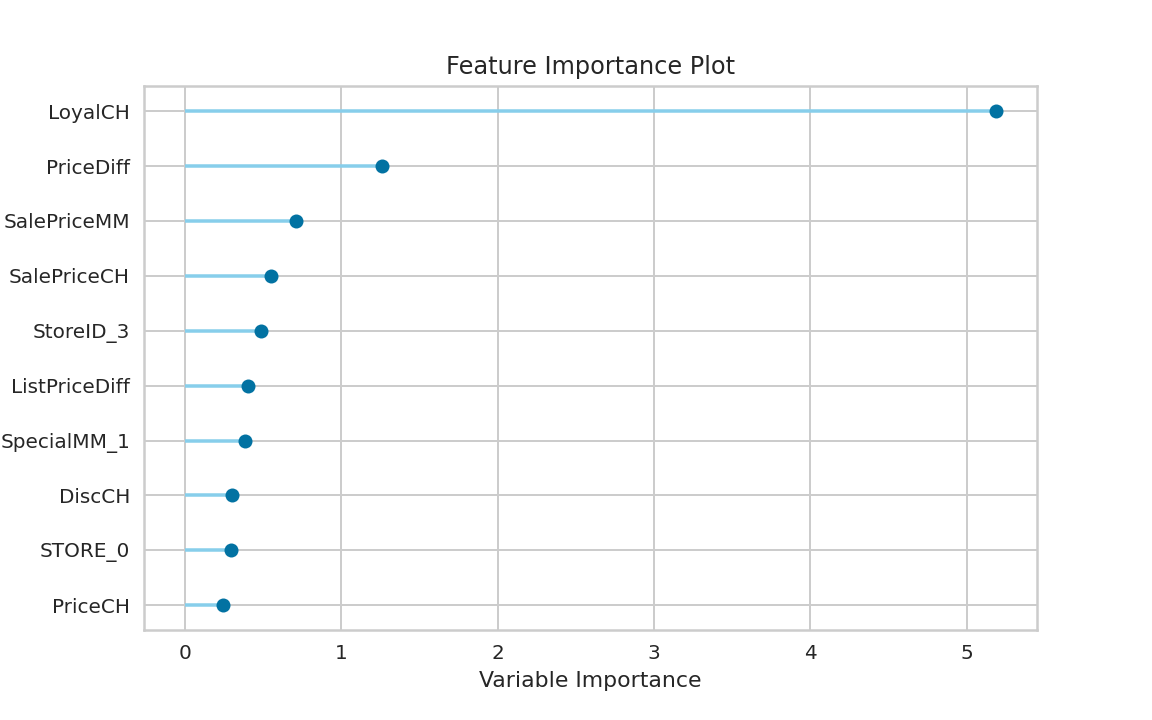 Feature Importance Plot
LoyalCH
PriceDiff
SalePriceMM
SalePriceCH
StoreID_3
ListPriceDiff
SpecialMM_1
DiscCH
STORE_0
PriceCH
0 1 2 3 4 5
Variable Importance